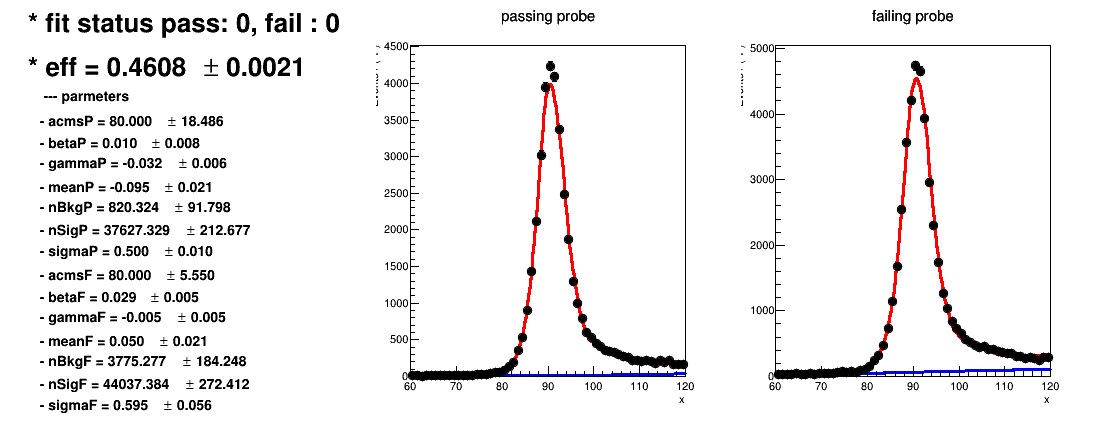 * fit status pass: 0, fail : 0
* eff = 0.4608 ± 0.0021
--- parmeters
- acmsP = 80.000 ± 18.486
- betaP = 0.010 ± 0.008
- gammaP = -0.032 ± 0.006
- meanP = -0.095 ± 0.021
- nBkgP = 820.324 ± 91.798
- nSigP = 37627.329 ± 212.677
- sigmaP = 0.500 ± 0.010
- acmsF = 80.000 ± 5.550
- betaF = 0.029 ± 0.005
- gammaF = -0.005 ± 0.005
- meanF = 0.050 ± 0.021
- nBkgF = 3775.277 ± 184.248
- nSigF = 44037.384 ± 272.412
- sigmaF = 0.595 ± 0.056
passing probe
4500
4000
3500
3000
2500
2000
1500
1000
500
0
60 70 80 90 100 110 120
x
failing probe
5000
4000
3000
2000
1000
0
60 70 80 90 100 110 120
x